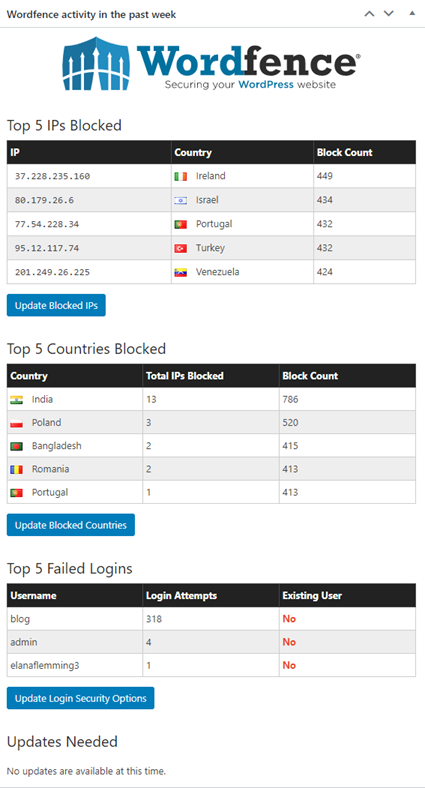 Wordfence activity in the past week
Wordfence®
Securing your WordPress website
Top 5 IPs Blocked
IP Country Block Count
37.228.235.160 Ireland 449
80.179.26.6 Israel 434
77.54.228.34 Portugal 432
95.12.117.74 Turkey 432
201.249.26.225 Venezuela 424
Update Blocked IPs
Top 5 Countries Blocked
Country Total IPs Blocked Block Count
India 13 786
Poland 3 520
Bangladesh 2 415
Romania 2 413
Portugal 1 413
Update Blocked Countries
Top 5 Failed Logins
Username Login Attempts Existing User
blog 318 No
admin 4 No
elanaflemming3 1 No
Update Login Security Options
Updates Needed
No updates are available at this time.